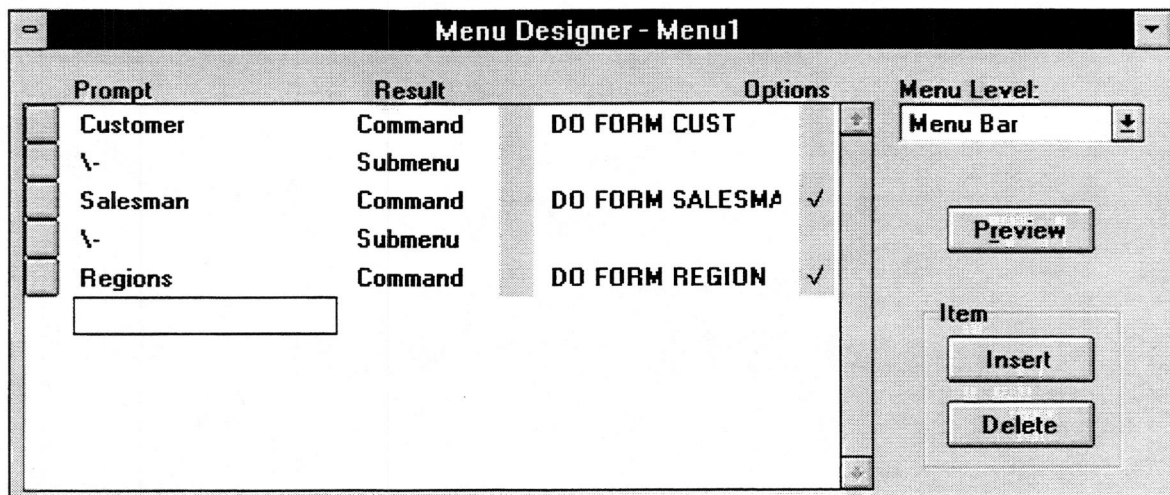 Menu Designer - Menu1
Prompt Result Options
Customer Command DO FORM CUST
\- Submenu
Salesman Command DO FORM SALESMA √
\- Submenu
Regions Command DO FORM REGION √
Menu Level:
Menu Bar
Preview
Item
Insert
Delete